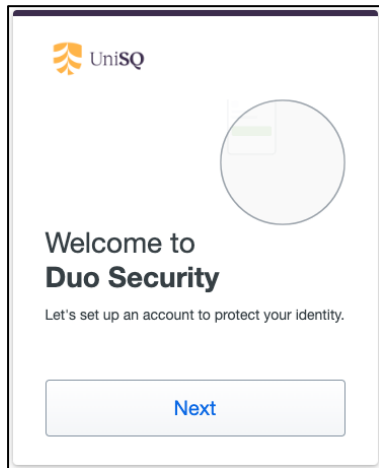 UniSQ
Welcome to
Duo Security
Let's set up an account to protect your identity.
Next